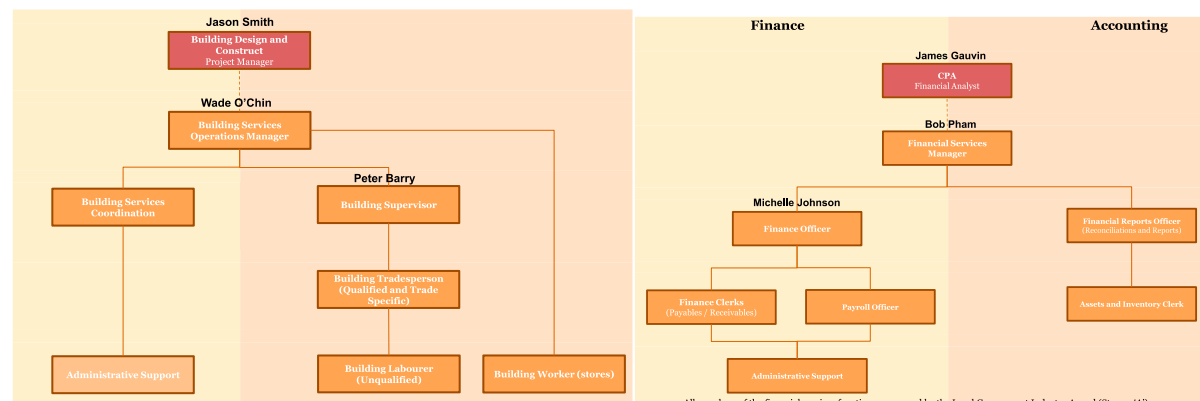 Jason Smith
Building Design and
Construct
Project Manager
Wade O'Chin
Building Services
Operations Manager
Building Services
Coordination
Peter Barry
Building Supervisor
Building Tradesperson
(Qualified and Trade
Specific)
Administrative Support
Building Labourer
(Unqualified)
Building Worker (stores)
Finance
Accounting
James Gauvin
CPA
Financial Analyst
Bob Pham
Financial Services
Manager
Michelle Johnson
Finance Officer
Financial Reports Officer
(Reconciliations and Reports)
Finance Clerks
(Payables / Receivables)
Payroll Officer
Assets and Inventory Clerk
Administrative Support